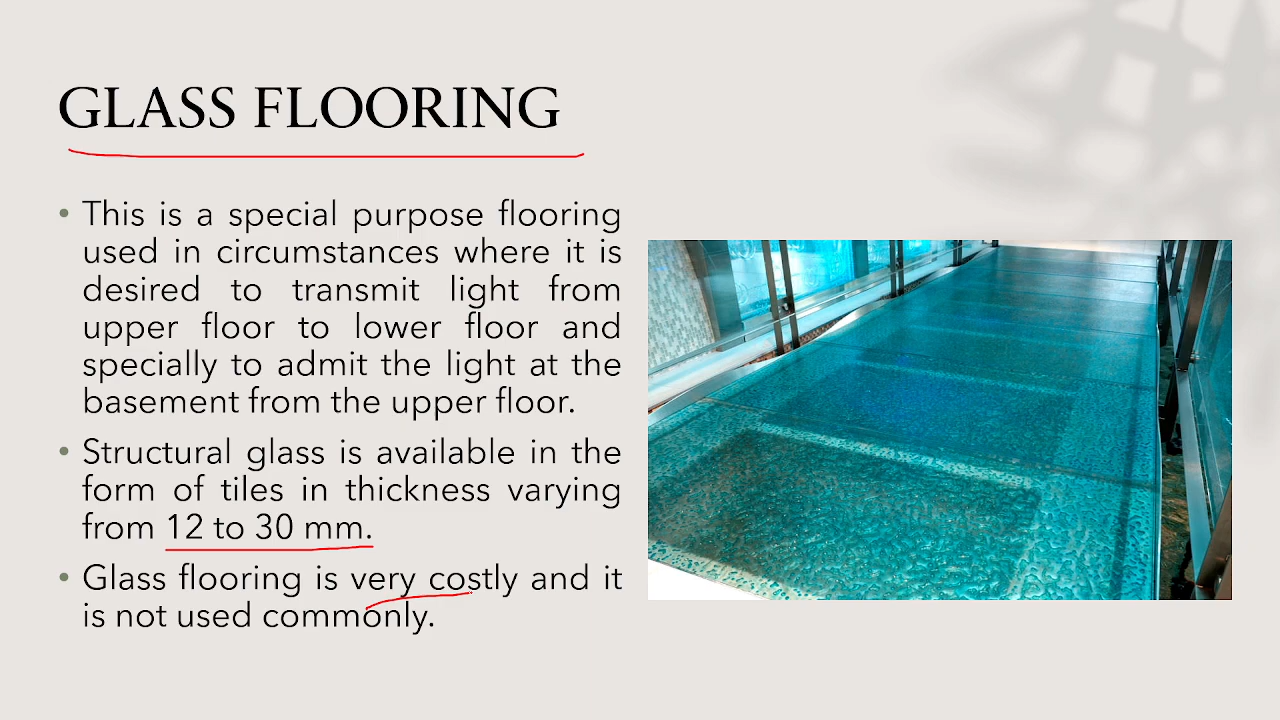 GLASS FLOORING
• This is a special purpose flooring
used in circumstances where it is
desired to transmit light from
upper floor to lower floor and
specially to admit the light at the
basement from the upper floor.
• Structural glass is available in the
form of tiles in thickness varying
from 12 to 30 mm.
• Glass flooring is very costly and it
is not used commonly.